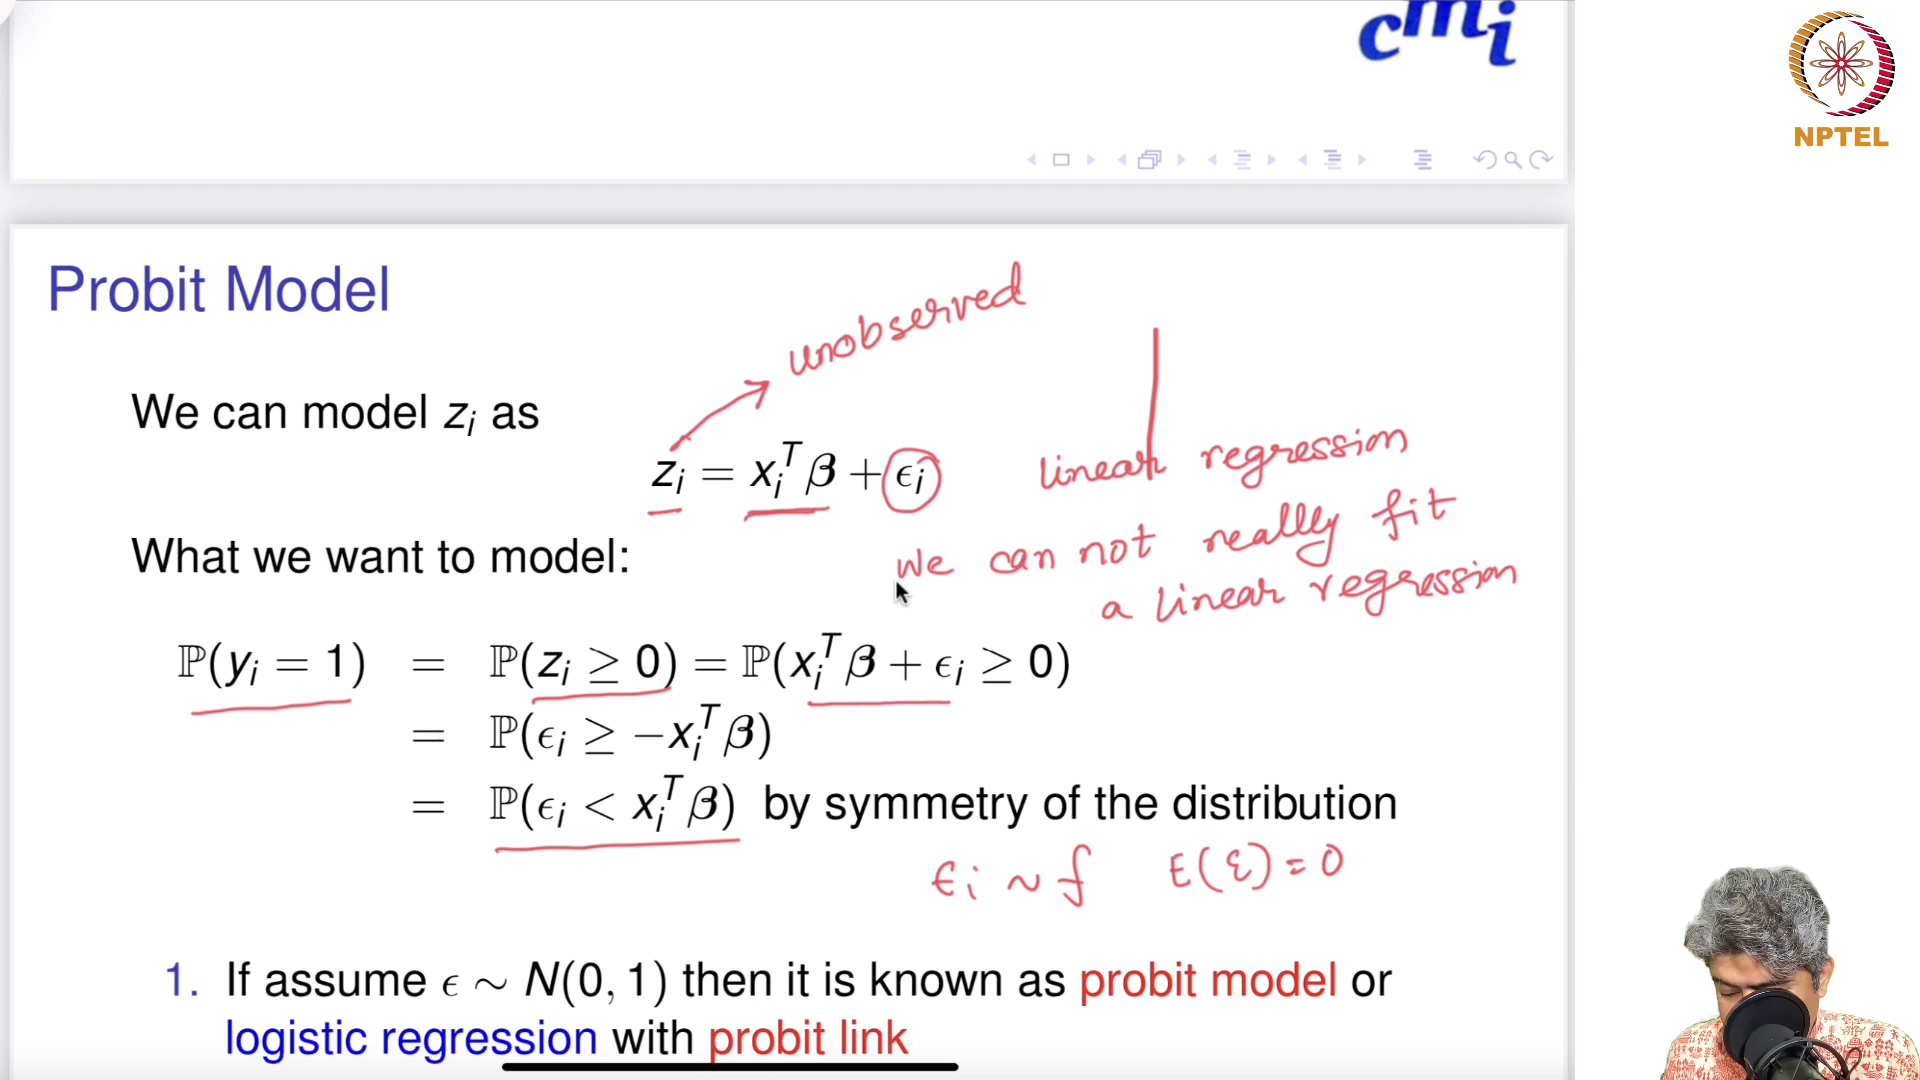 cmi
NPTEL
Probit Model
unobserved
We can model z_i as
z_i = x_i^T β + ϵ_i
linear regression
What we want to model:
we can not really fit
a linear regression
ℙ(y_i = 1) = ℙ(z_i ≥ 0) = ℙ(x_i^T β + ϵ_i ≥ 0)
= ℙ(ϵ_i ≥ −x_i^T β)
= ℙ(ϵ_i < x_i^T β) by symmetry of the distribution
ϵ_i ~ f E(ε) = 0
1. If assume ϵ ∼ N(0, 1) then it is known as probit model or
logistic regression with probit link